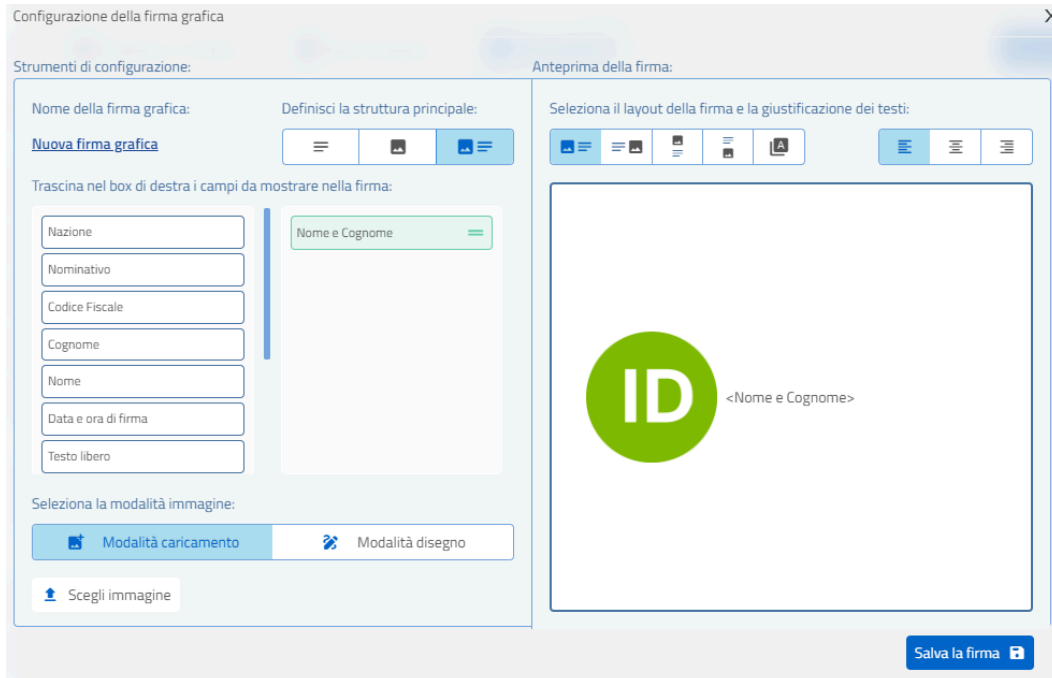 Configurazione della firma grafica
X
Strumenti di configurazione:
Anteprima della firma:
Nome della firma grafica:
Definisci la struttura principale:
Nuova firma grafica
Trascina nel box di destra i campi da mostrare nella firma:
Nazione
Nominativo
Codice Fiscale
Cognome
Nome
Data e ora di firma
Testo libero
Nome e Cognome
Seleziona la modalità immagine:
Modalità caricamento
Modalità disegno
Scegli immagine
Seleziona il layout della firma e la giustificazione dei testi:
A
ID
<Nome e Cognome>
Salva la firma